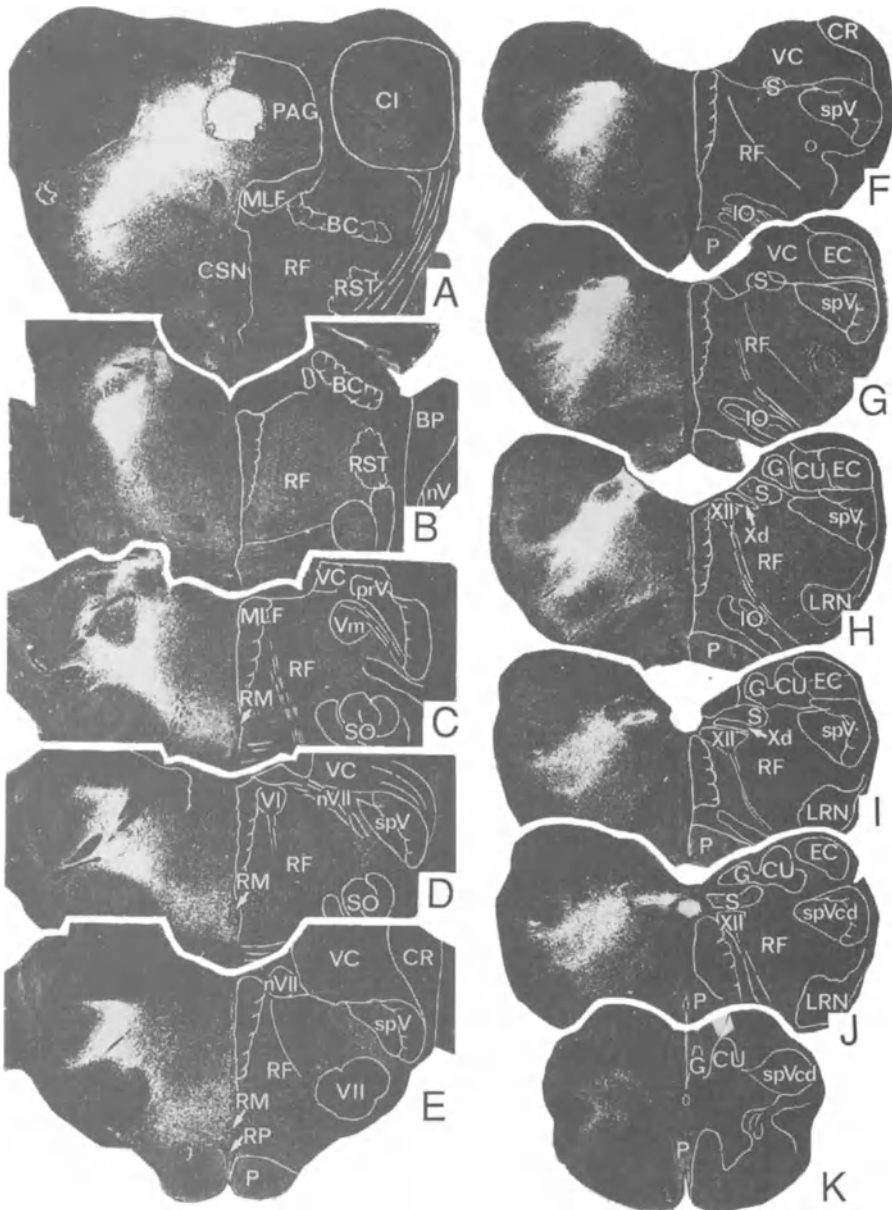 PAG
CI
MLF
BC
CSN
RF
RST
A
BC
BP
RST
RF
nV
B
VC
prV
MLF
Vm
RF
RM
SO
C
VC
VI
nVII
spV
RF
RM
SO
D
VC
CR
nVII
spV
RF
VII
RM
RP
P
E
CR
VC
S
spV
RF
IO
P
F
VC
EC
S
spV
RF
IO
G
G
CU
EC
S
XII
spV
Xd
RF
LRN
IO
P
H
G
CU
EC
S
spV
XII
Xd
RF
LRN
P
I
EC
G
CU
S
spVcd
XII
RF
LRN
P
J
G
CU
spVcd
P
K